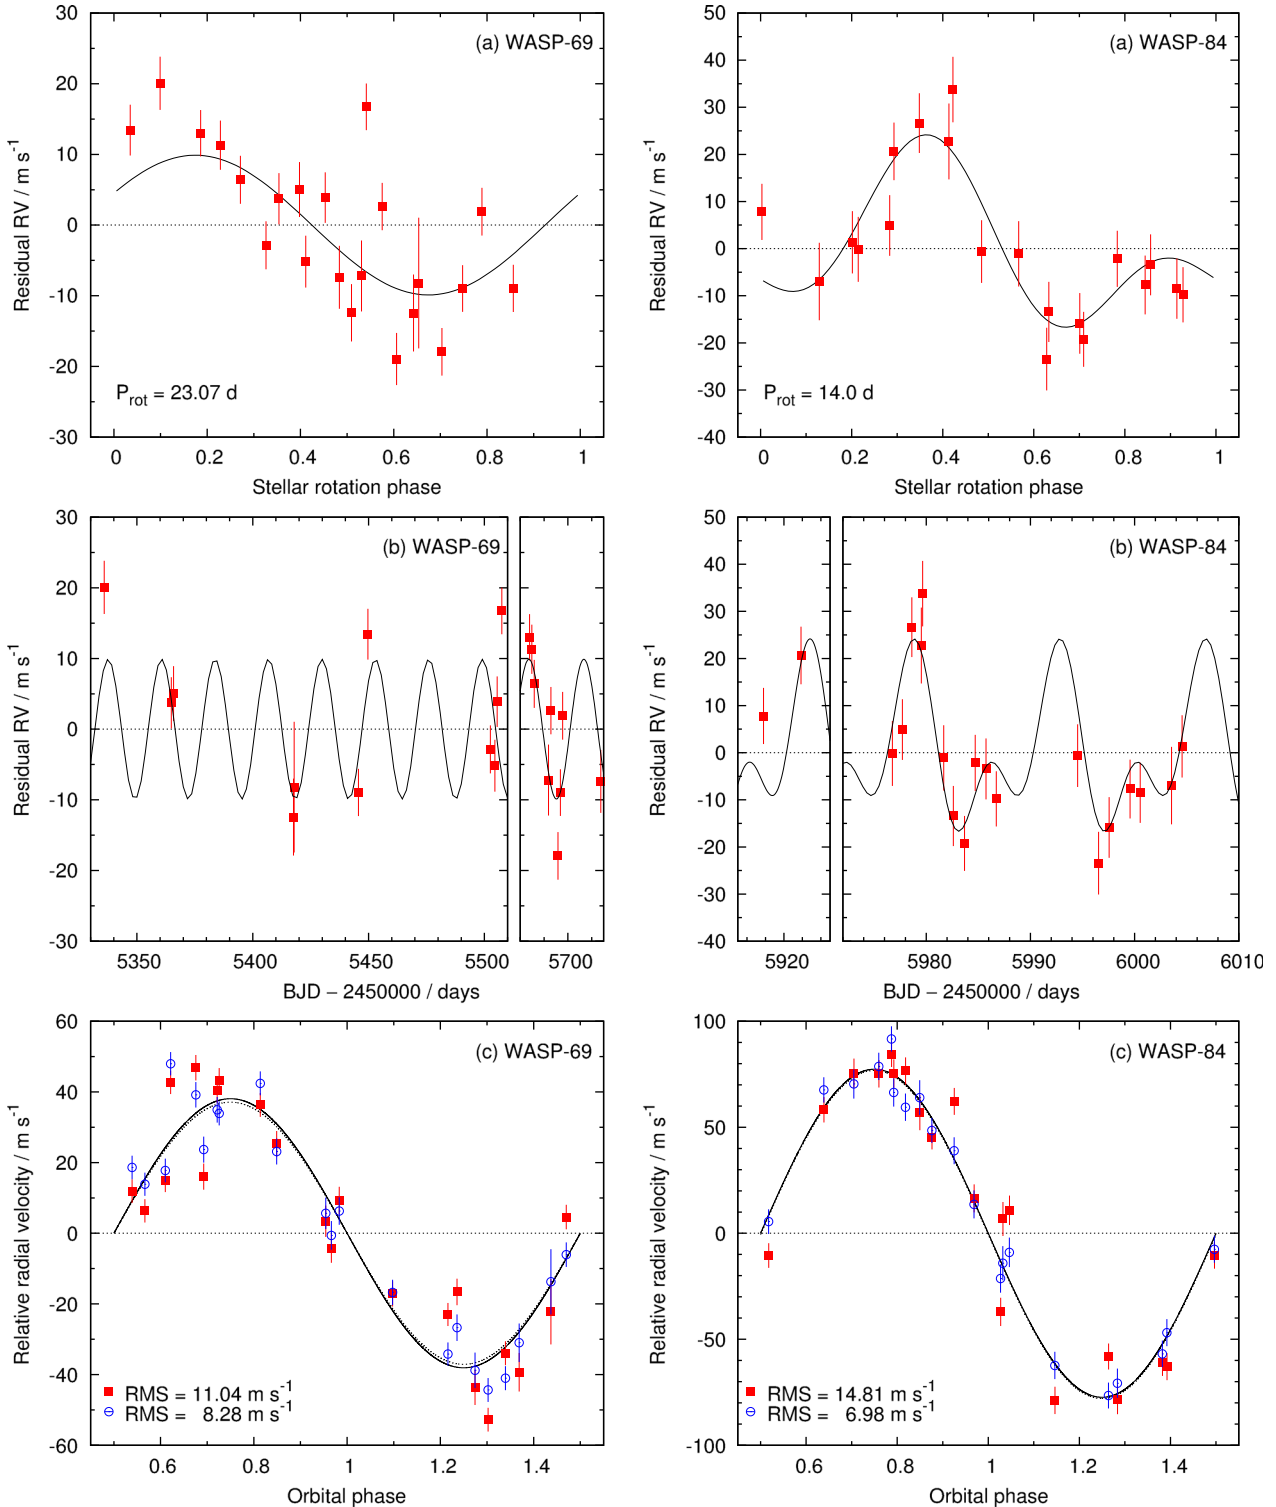 (a) WASP-69
Residual RV / m s⁻¹
30
20
10
0
-10
-20
-30
P_rot = 23.07 d
0 0.2 0.4 0.6 0.8 1
Stellar rotation phase
(a) WASP-84
Residual RV / m s⁻¹
50
40
30
20
10
0
-10
-20
-30
-40
P_rot = 14.0 d
0 0.2 0.4 0.6 0.8 1
Stellar rotation phase
(b) WASP-69
Residual RV / m s⁻¹
30
20
10
0
-10
-20
-30
5350 5400 5450 5500 5700
BJD – 2450000 / days
(b) WASP-84
Residual RV / m s⁻¹
50
40
30
20
10
0
-10
-20
-30
-40
5920 5980 5990 6000 6010
BJD – 2450000 / days
(c) WASP-69
Relative radial velocity / m s⁻¹
60
40
20
0
-20
-40
-60
RMS = 11.04 m s⁻¹
RMS = 8.28 m s⁻¹
0.6 0.8 1 1.2 1.4
Orbital phase
(c) WASP-84
Relative radial velocity / m s⁻¹
100
50
0
-50
-100
RMS = 14.81 m s⁻¹
RMS = 6.98 m s⁻¹
0.6 0.8 1 1.2 1.4
Orbital phase